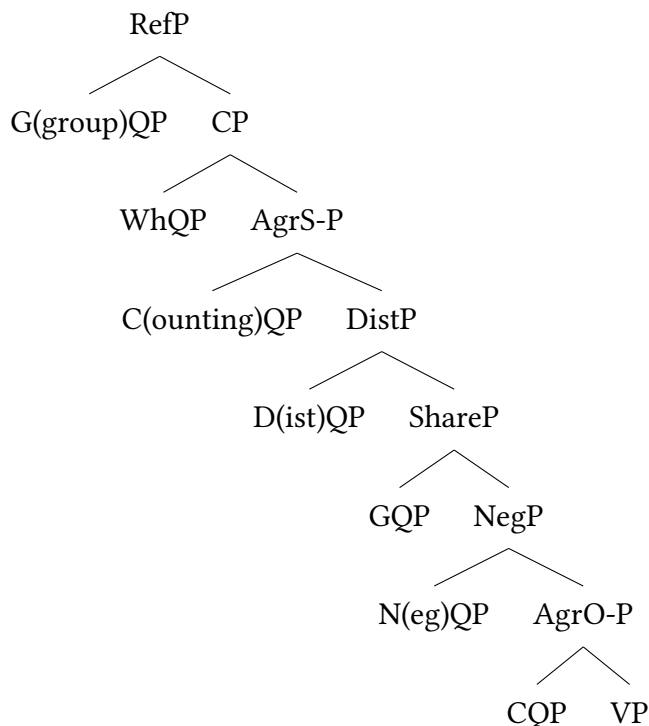 RefP
G(group)QP CP
WhQP AgrS-P
C(ounting)QP DistP
D(ist)QP ShareP
GQP NegP
N(eg)QP AgrO-P
CQP VP